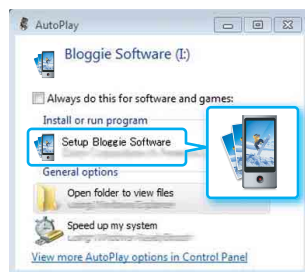 AutoPlay
Bloggie Software (I:)
Always do this for software and games:
Install or run program
Setup Bloggie Software
General options
Open folder to view files
Speed up my system
View more AutoPlay options in Control Panel